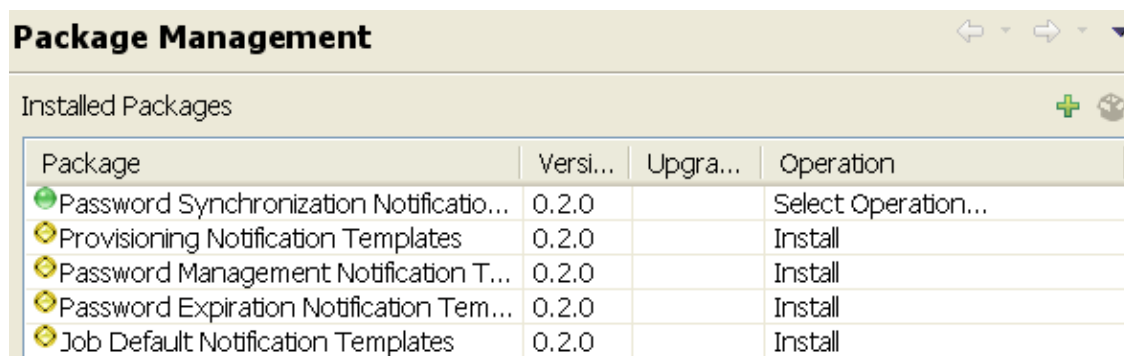 Package Management
Installed Packages
Package Versi... Upgra... Operation
Password Synchronization Notificatio... 0.2.0 Select Operation...
Provisioning Notification Templates 0.2.0 Install
Password Management Notification T... 0.2.0 Install
Password Expiration Notification Tem... 0.2.0 Install
Job Default Notification Templates 0.2.0 Install